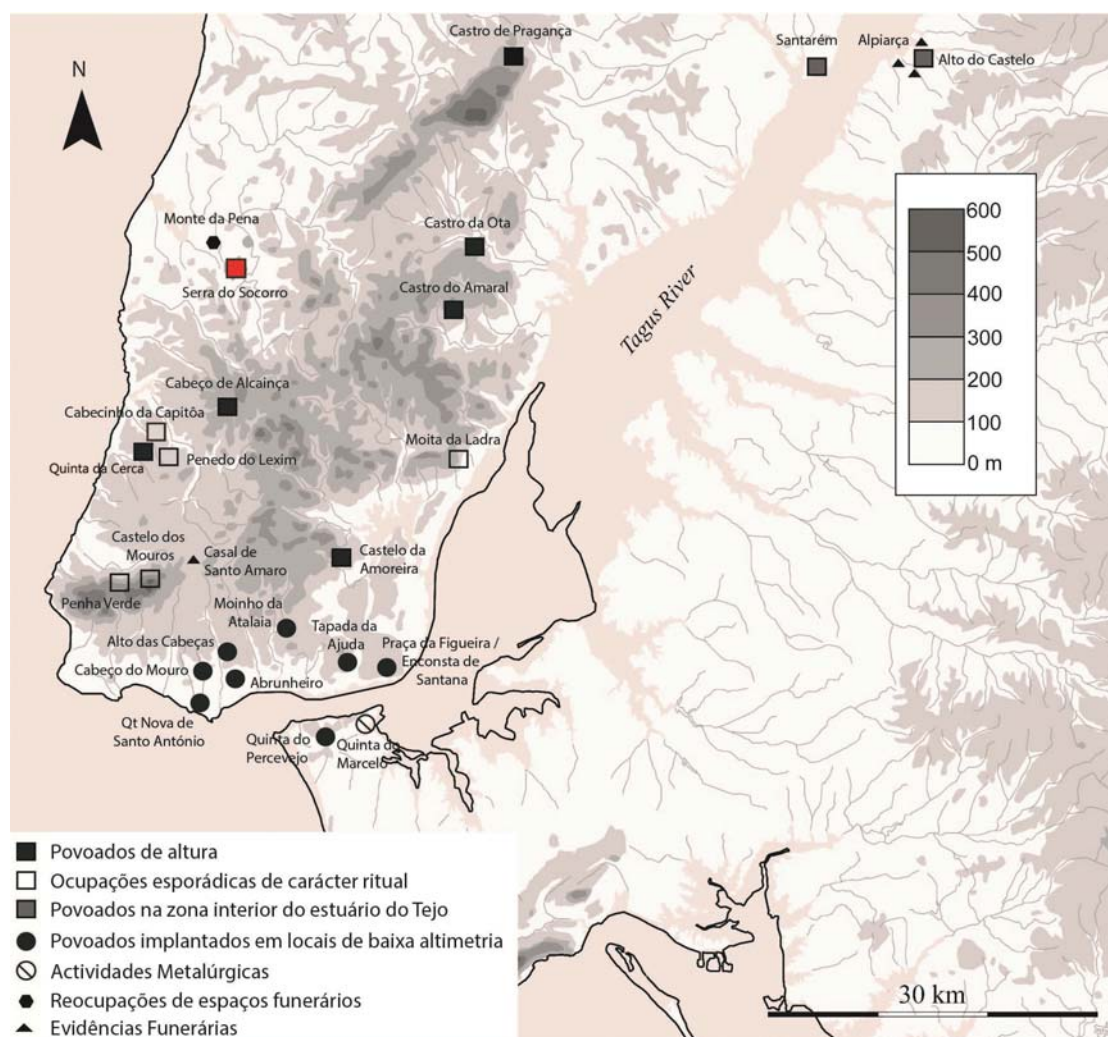 Castro de Pragança
Santarém
Alpiarça
Alto do Castelo
N
Monte da Pena
Serra do Socorro
Castro da Ota
Castro do Amaral
Tagus River
600
500
400
300
200
100
0 m
Cabeço de Alcainça
Cabecinho da Capitôa
Quinta da Cerca
Penedo do Lexim
Moita da Ladra
Castelo dos
Mouros
Casal de
Santo Amaro
Castelo da
Amoreira
Penha Verde
Moinho da
Atalaia
Tapada da
Ajuda
Praça da Figueira /
Enconsta de
Santana
Alto das Cabeças
Cabeço do Mouro
Abrunheiro
Qt Nova de
Santo António
Quinta do
Percevejo
Quinta do
Marcelo
Povoados de altura
Ocupações esporádicas de carácter ritual
Povoados na zona interior do estuário do Tejo
Povoados implantados em locais de baixa altimetria
Actividades Metalúrgicas
Reocupações de espaços funerários
Evidências Funerárias
30 km